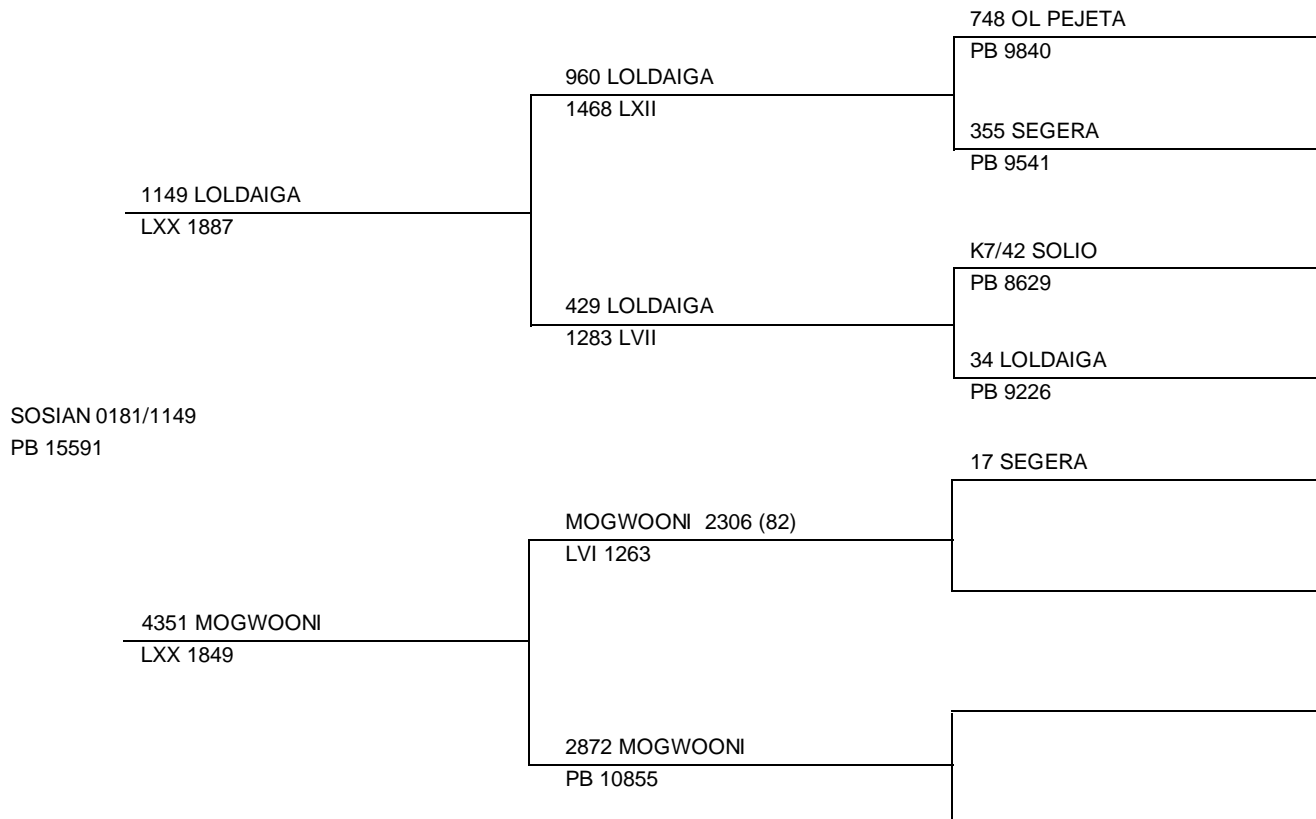 748 OL PEJETA
PB 9840
960 LOLDAIGA
1468 LXII
355 SEGERA
PB 9541
1149 LOLDAIGA
LXX 1887
K7/42 SOLIO
PB 8629
429 LOLDAIGA
1283 LVII
34 LOLDAIGA
PB 9226
SOSIAN 0181/1149
PB 15591
17 SEGERA
MOGWOONI 2306 (82)
LVI 1263
4351 MOGWOONI
LXX 1849
2872 MOGWOONI
PB 10855